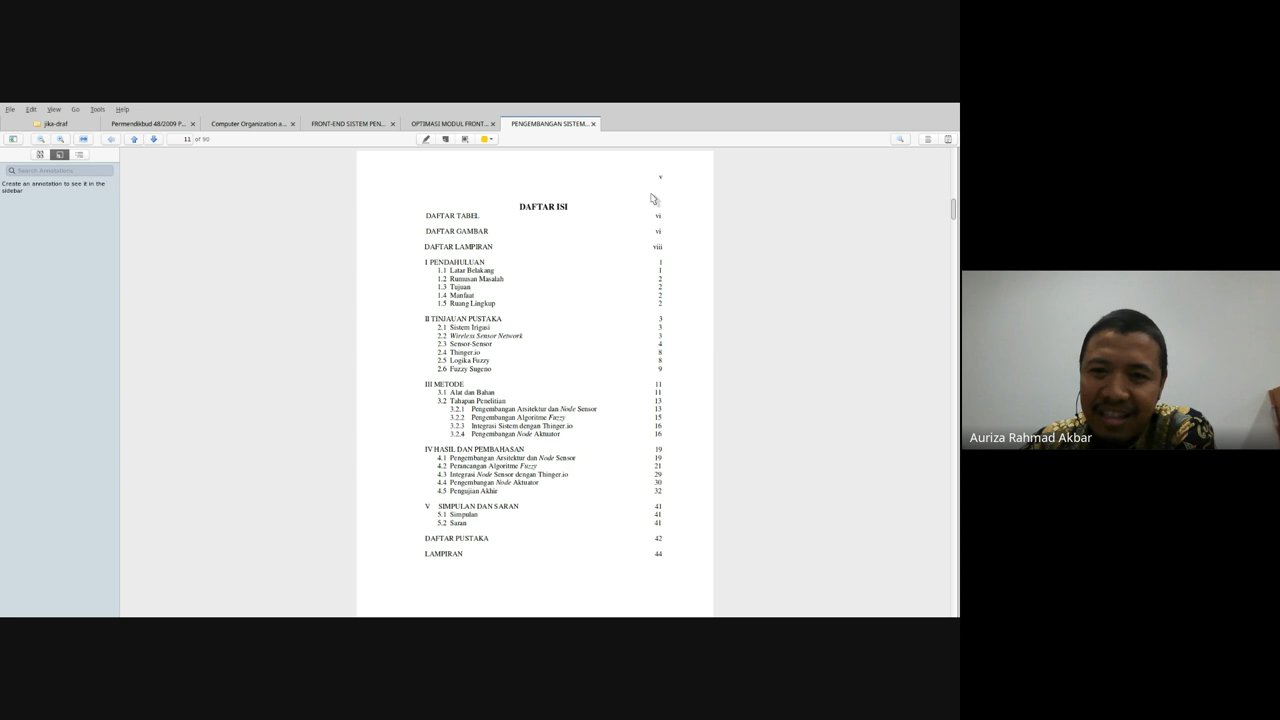 File Edit View Go Tools Help
jika-draf Permendikbud 48/2009 P... Computer Organization a... FRONT-END SISTEM PEN... OPTIMASI MODUL FRONT... PENGEMBANGAN SISTEM...
11 of 90
Search Annotations
Create an annotation to see it in the
sidebar
v
DAFTAR ISI
DAFTAR TABEL vi
DAFTAR GAMBAR vi
DAFTAR LAMPIRAN viii
I PENDAHULUAN 1
1.1 Latar Belakang 1
1.2 Rumusan Masalah 2
1.3 Tujuan 2
1.4 Manfaat 2
1.5 Ruang Lingkup 2
II TINJAUAN PUSTAKA 3
2.1 Sistem Irigasi 3
2.2 Wireless Sensor Network 3
2.3 Sensor-Sensor 4
2.4 Thinger.io 8
2.5 Logika Fuzzy 8
2.6 Fuzzy Sugeno 9
III METODE 11
3.1 Alat dan Bahan 11
3.2 Tahapan Penelitian 13
3.2.1 Pengembangan Arsitektur dan Node Sensor 13
3.2.2 Pengembangan Algoritme Fuzzy 15
3.2.3 Integrasi Sistem dengan Thinger.io 16
3.2.4 Pengembangan Node Aktuator 16
IV HASIL DAN PEMBAHASAN 19
4.1 Pengembangan Arsitektur dan Node Sensor 19
4.2 Perancangan Algoritme Fuzzy 21
4.3 Integrasi Node Sensor dengan Thinger.io 29
4.4 Pengembangan Node Aktuator 30
4.5 Pengujian Akhir 32
V SIMPULAN DAN SARAN 41
5.1 Simpulan 41
5.2 Saran 41
DAFTAR PUSTAKA 42
LAMPIRAN 44
Auriza Rahmad Akbar